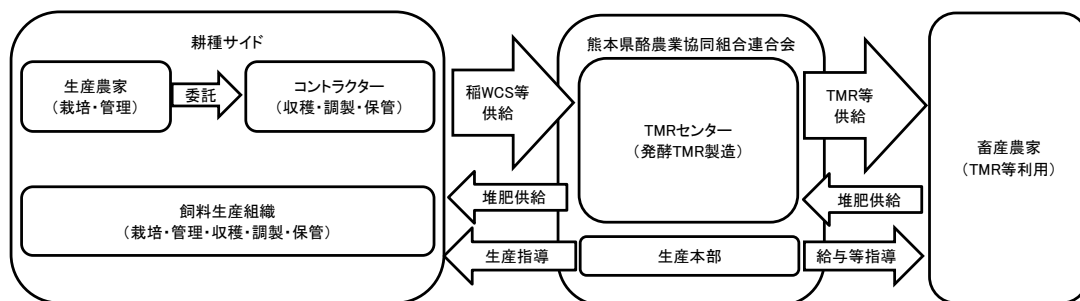 耕種サイド
生産農家
(栽培・管理)
委託
コントラクター
(収穫・調製・保管)
飼料生産組織
(栽培・管理・収穫・調製・保管)
稲WCS等
供給
堆肥供給
生産指導
熊本県酪農業協同組合連合会
TMRセンター
(発酵TMR製造)
生産本部
TMR等
供給
堆肥供給
給与等指導
畜産農家
(TMR等利用)